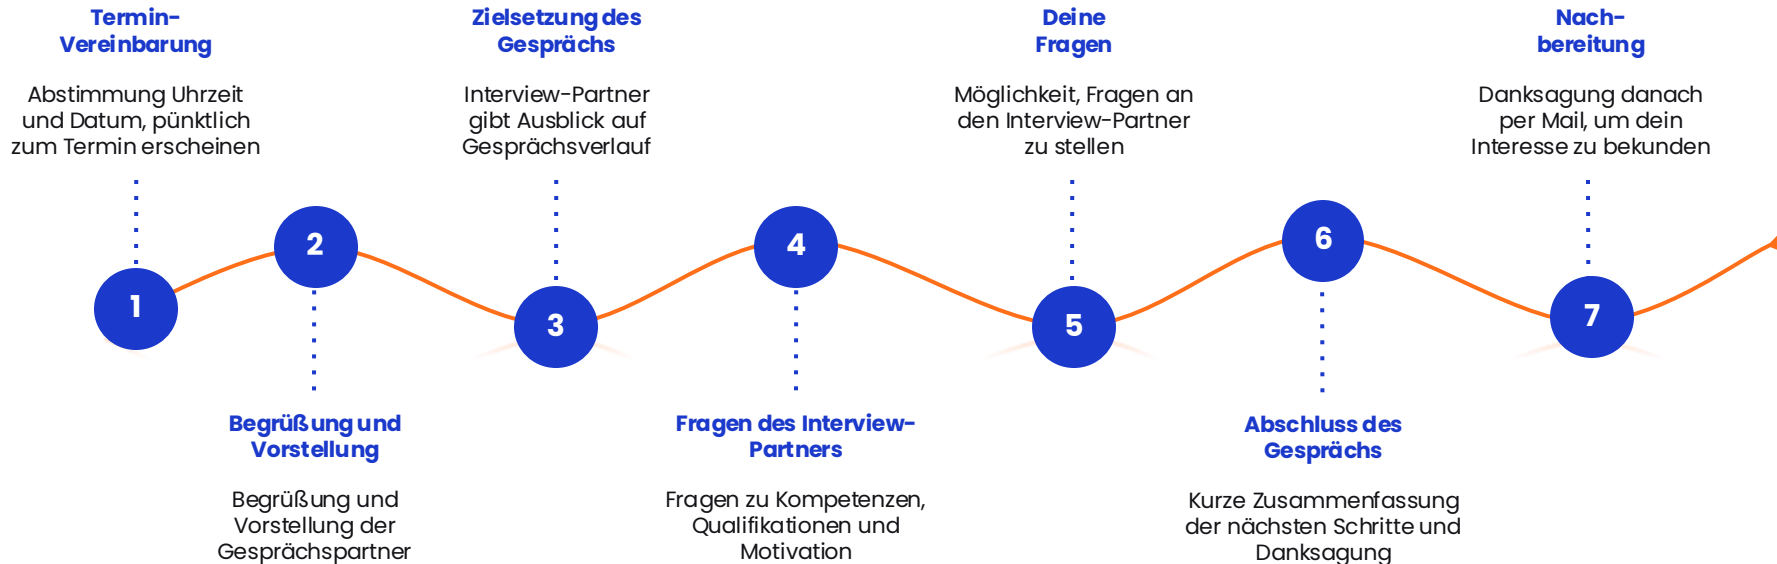 Termin-
Vereinbarung
Abstimmung Uhrzeit
und Datum, pünktlich
zum Termin erscheinen
1
2
Begrüßung und
Vorstellung
Begrüßung und
Vorstellung der
Gesprächspartner
Zielsetzung des
Gesprächs
Interview-Partner
gibt Ausblick auf
Gesprächsverlauf
3
4
Fragen des Interview-
Partners
Fragen zu Kompetenzen,
Qualifikationen und
Motivation
Deine
Fragen
Möglichkeit, Fragen an
den Interview-Partner
zu stellen
5
6
Abschluss des
Gesprächs
Kurze Zusammenfassung
der nächsten Schritte und
Danksagung
Nach-
bereitung
Danksagung danach
per Mail, um dein
Interesse zu bekunden
7